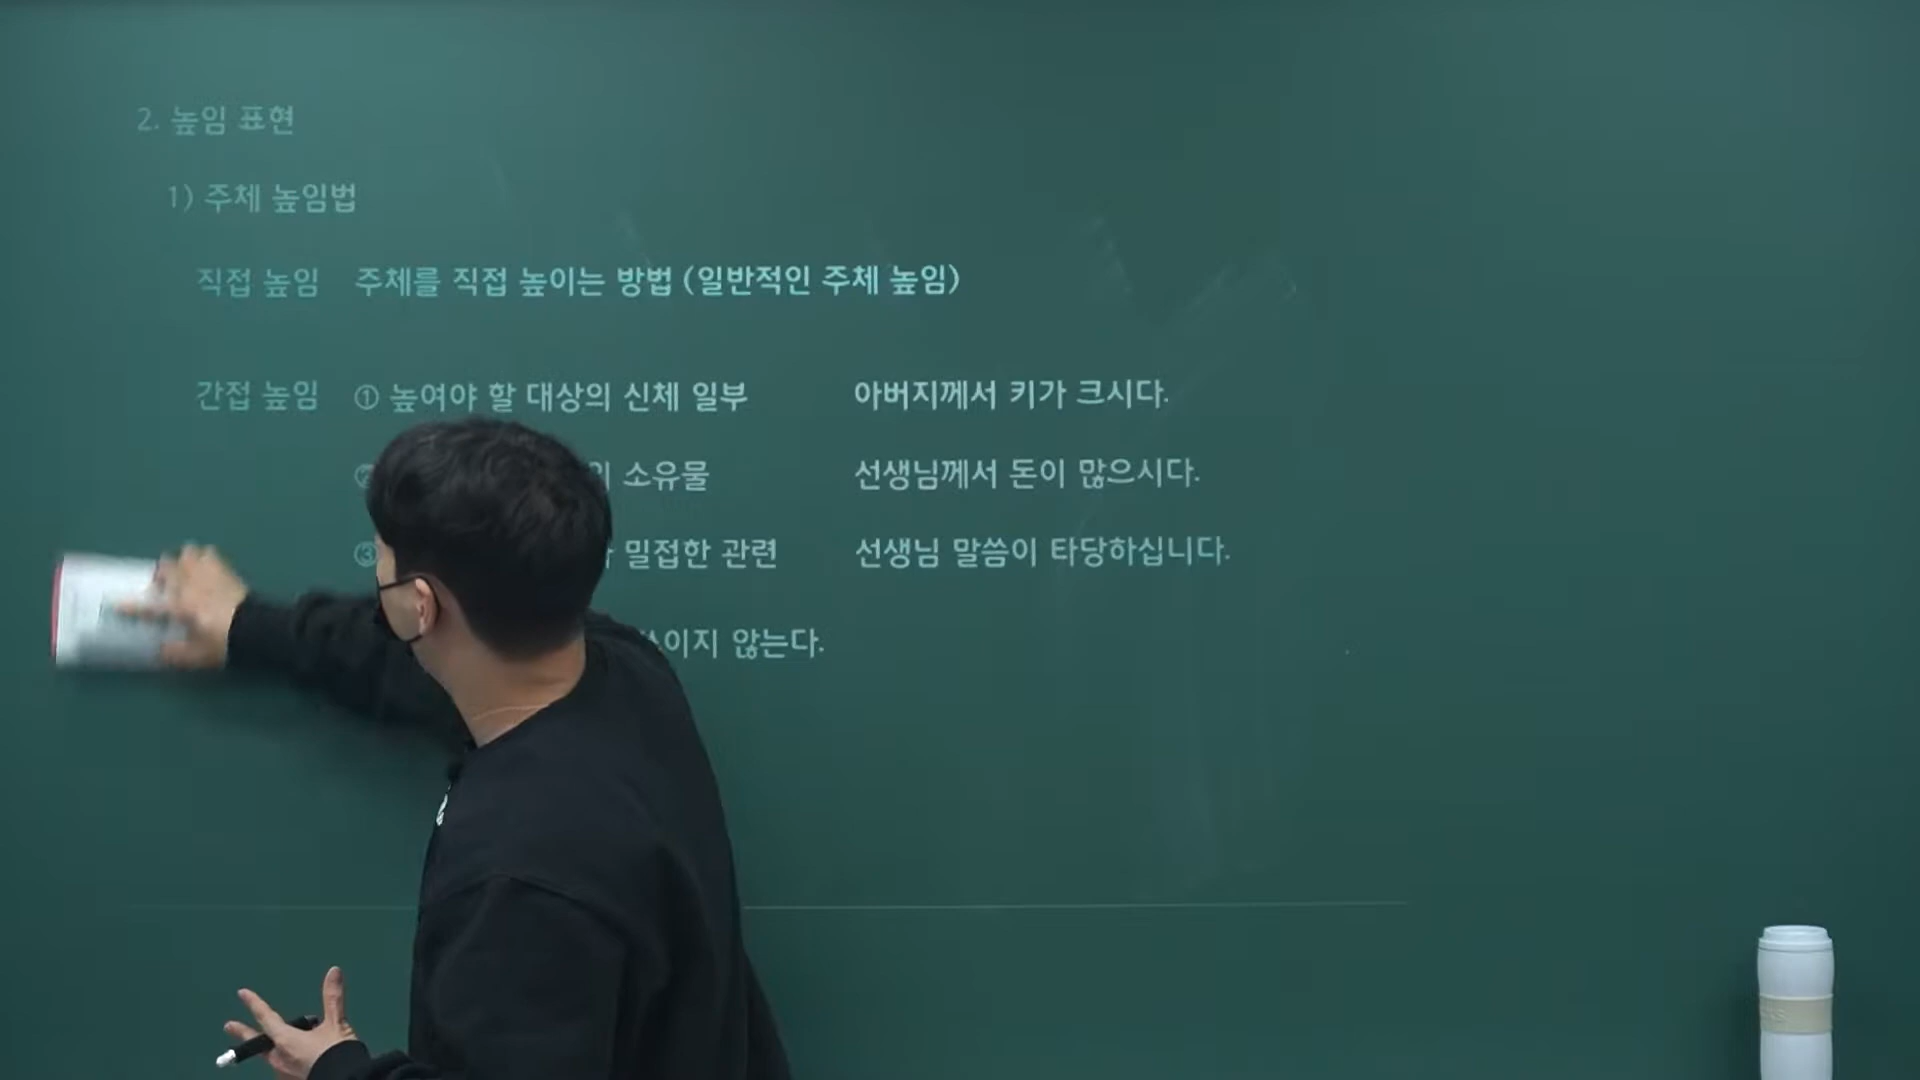 2. 높임 표현
1) 주체 높임법
직접 높임 주체를 직접 높이는 방법 (일반적인 주체 높임)
간접 높임 ① 높여야 할 대상의 신체 일부 아버지께서 키가 크시다.
② 소유물 선생님께서 돈이 많으시다.
③ 밀접한 관련 선생님 말씀이 타당하십니다.
않는다.